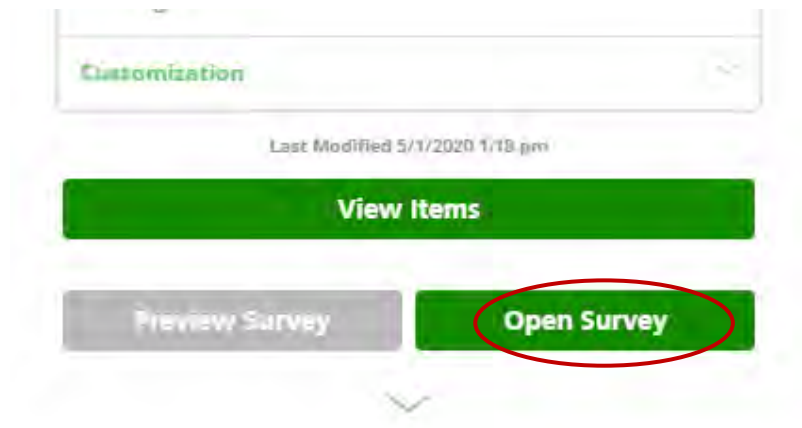 Customization
Last Modified 5/1/2020 1:18 pm
View Items
Preview Survey
Open Survey